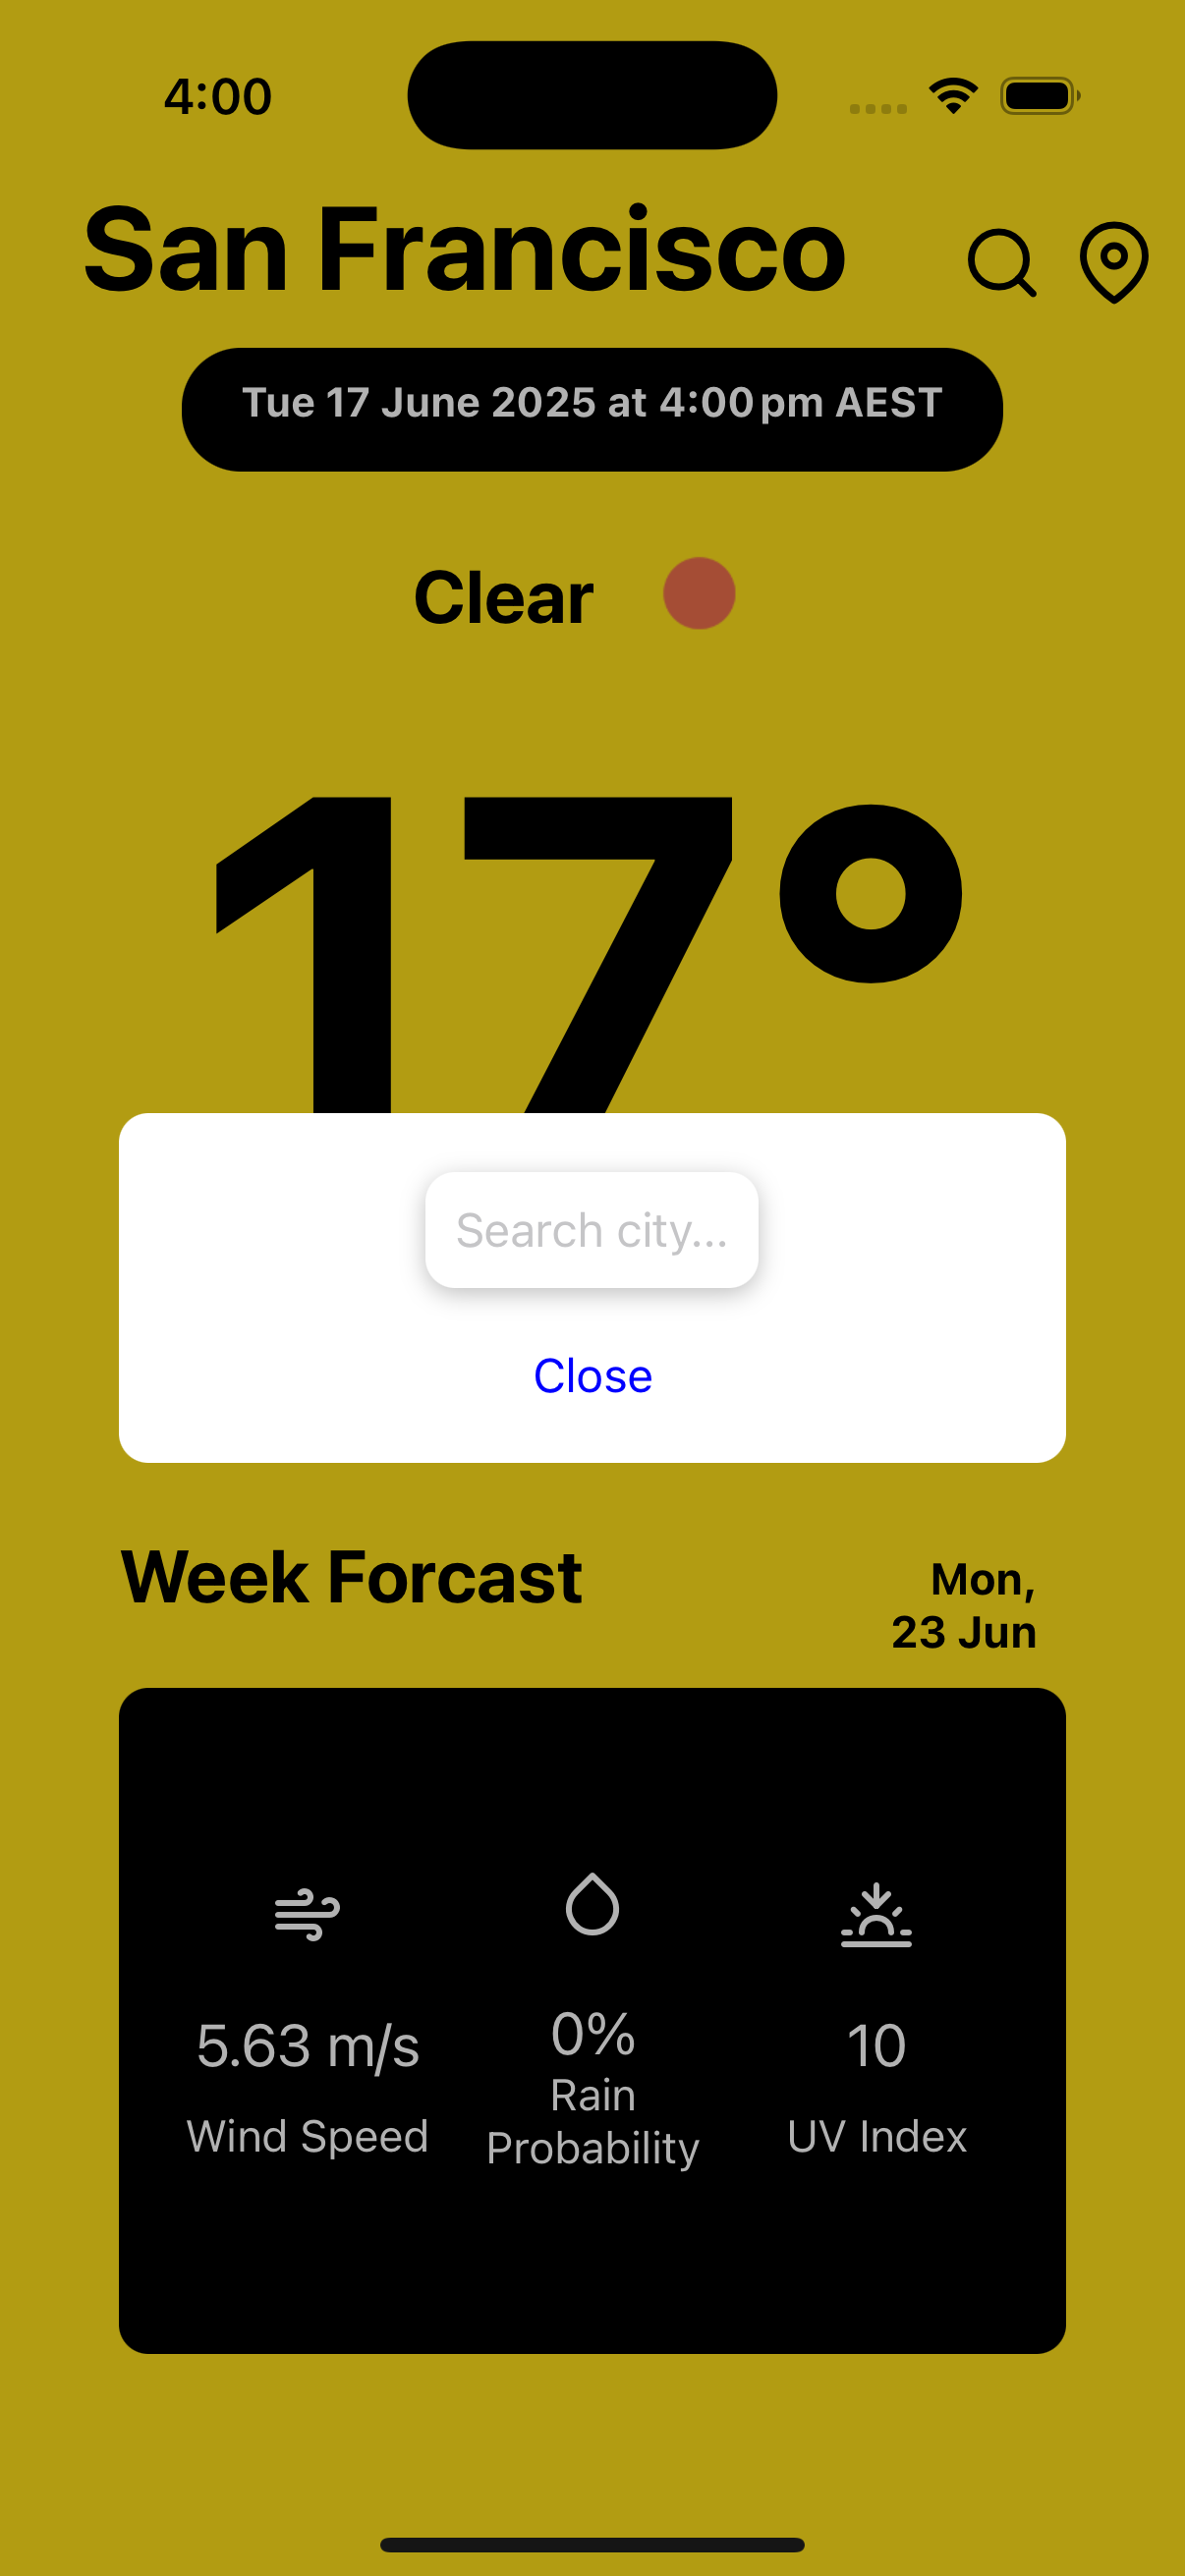 4:00
San Francisco
Tue 17 June 2025 at 4:00 pm AEST
Clear
17°
Search city...
Close
Week Forcast
Mon,
23 Jun
5.63 m/s
0%
10
Wind Speed
Rain
Probability
UV Index